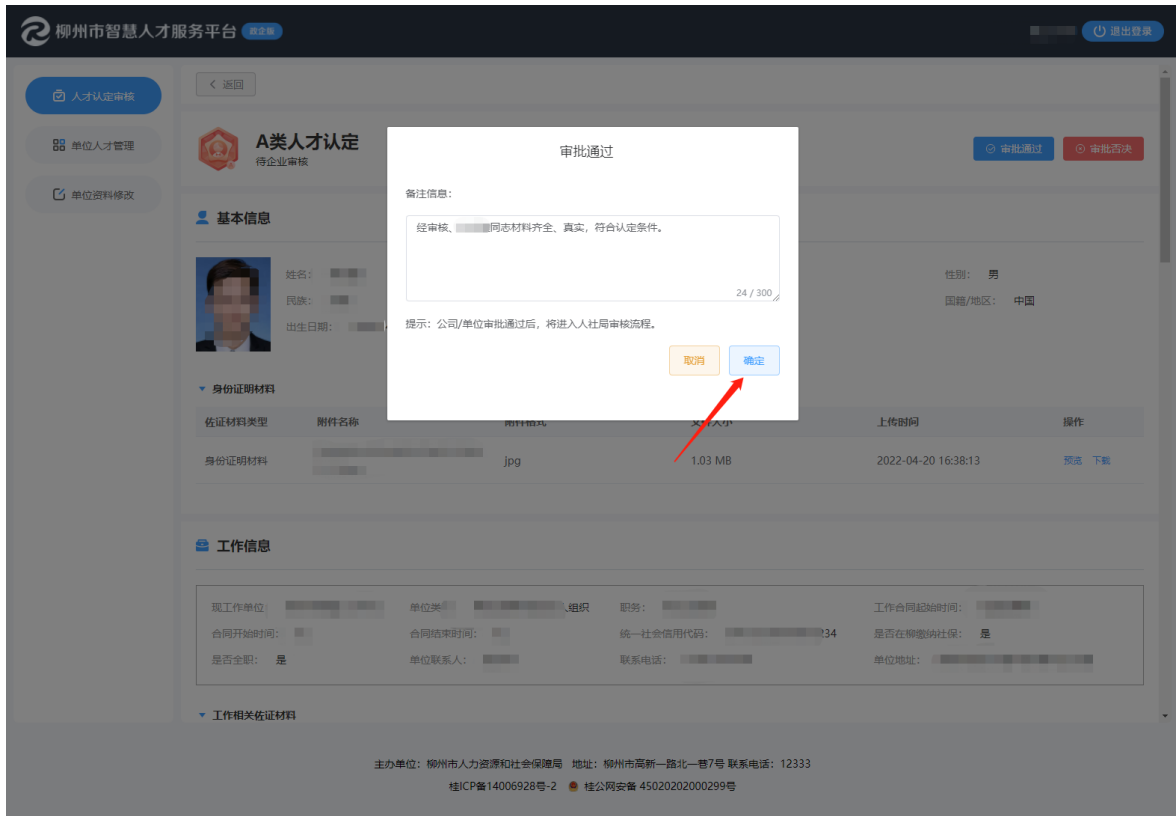 柳州市智慧人才服务平台 政企版
退出登录
人才认定审核
单位人才管理
单位资料修改
返回
A类人才认定
待企业审核
审批通过
审批否决
审批通过
备注信息：
经审核、同志材料齐全、真实，符合认定条件。
24 / 300
提示：公司/单位审批通过后，将进入人社局审核流程。
取消 确定
基本信息
姓名：
性别： 男
民族：
国籍/地区： 中国
出生日期：
身份证明材料
佐证材料类型 附件名称 附件格式 文件大小 上传时间 操作
身份证明材料 jpg 1.03 MB 2022-04-20 16:38:13 预览 下载
工作信息
现工作单位 单位类 组织 职务： 工作合同起始时间：
合同开始时间： 合同结束时间： 统一社会信用代码： 234 是否在柳缴纳社保： 是
是否全职： 是 单位联系人： 联系电话： 单位地址：
工作相关佐证材料
主办单位：柳州市人力资源和社会保障局 地址：柳州市高新一路北一巷7号 联系电话：12333
桂ICP备14006928号-2 桂公网安备 45020202000299号